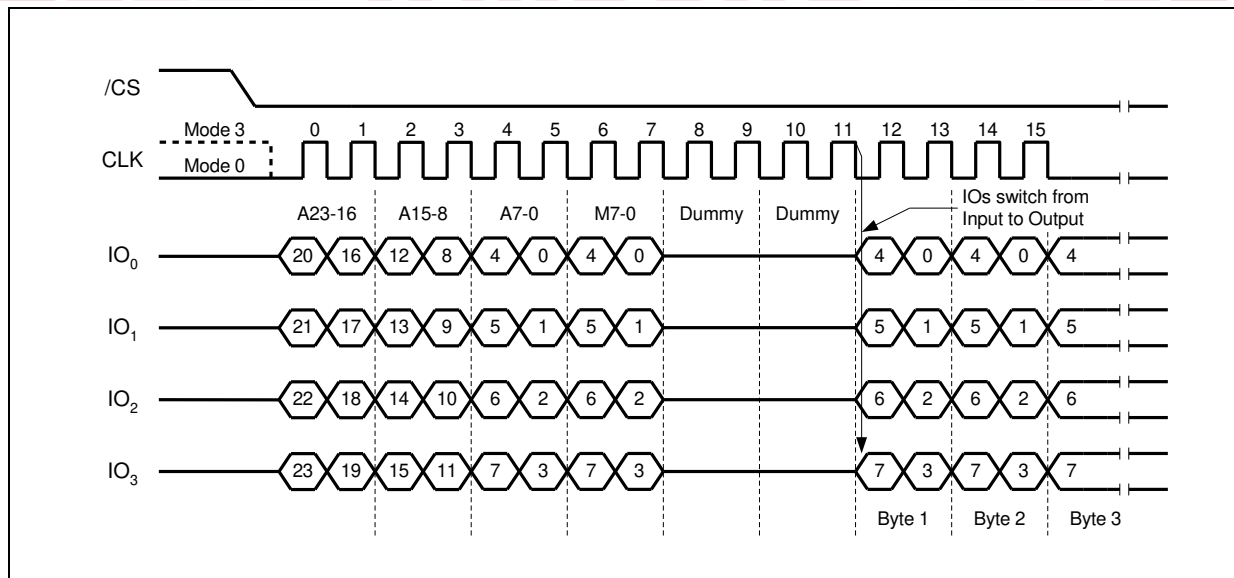 /CS
Mode 3 0 1 2 3 4 5 6 7 8 9 10 11 12 13 14 15
CLK
Mode 0
A23-16 A15-8 A7-0 M7-0 Dummy Dummy
IOs switch from
Input to Output
IO0 20 16 12 8 4 0 4 0 4 0 4 0 4
IO1 21 17 13 9 5 1 5 1 5 1 5 1 5
IO2 22 18 14 10 6 2 6 2 6 2 6 2 6
IO3 23 19 15 11 7 3 7 3 7 3 7 3 7
Byte 1 Byte 2 Byte 3